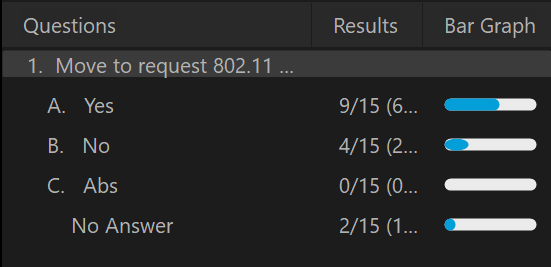 Questions Results Bar Graph
1. Move to request 802.11 ...
A. Yes 9/15 (6...
B. No 4/15 (2...
C. Abs 0/15 (0...
No Answer 2/15 (1...